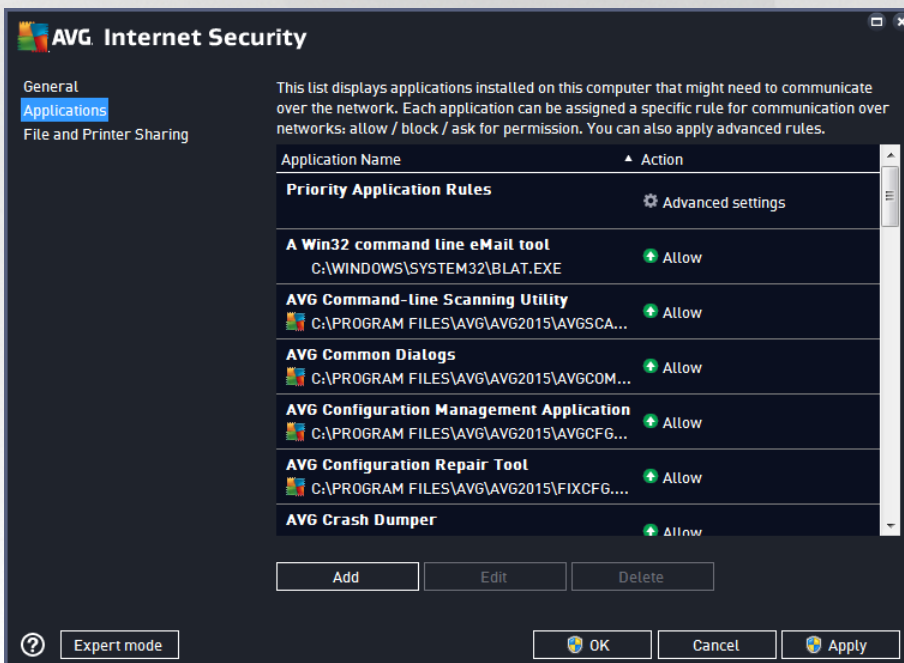 AVG. Internet Security
General
Applications
File and Printer Sharing
This list displays applications installed on this computer that might need to communicate
over the network. Each application can be assigned a specific rule for communication over
networks: allow / block / ask for permission. You can also apply advanced rules.
Application Name Action
Priority Application Rules
Advanced settings
A Win32 command line eMail tool
C:\WINDOWS\SYSTEM32\BLAT.EXE
Allow
AVG Command-line Scanning Utility
C:\PROGRAM FILES\AVG\AVG2015\AVGSCA...
Allow
AVG Common Dialogs
C:\PROGRAM FILES\AVG\AVG2015\AVGCOM...
Allow
AVG Configuration Management Application
C:\PROGRAM FILES\AVG\AVG2015\AVGCFG...
Allow
AVG Configuration Repair Tool
C:\PROGRAM FILES\AVG\AVG2015\FIXCFG....
Allow
AVG Crash Dumper
Allow
Add Edit Delete
? Expert mode OK Cancel Apply